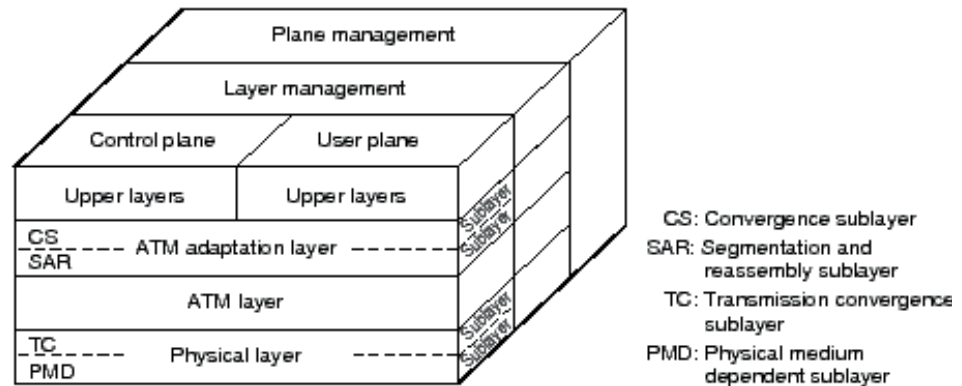 Plane management
Layer management
Control plane
User plane
Upper layers
Upper layers
CS
ATM adaptation layer
SAR
ATM layer
TC
Physical layer
PMD
Sublayer
Sublayer
Sublayer
Sublayer
CS: Convergence sublayer
SAR: Segmentation and
reassembly sublayer
TC: Transmission convergence
sublayer
PMD: Physical medium
dependent sublayer